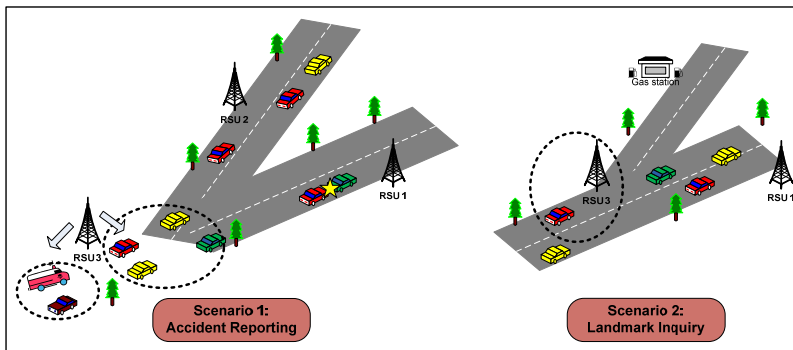 RSU 2
RSU 1
RSU3
Scenario 1:
Accident Reporting
Gas station
RSU3
RSU 1
Scenario 2:
Landmark Inquiry